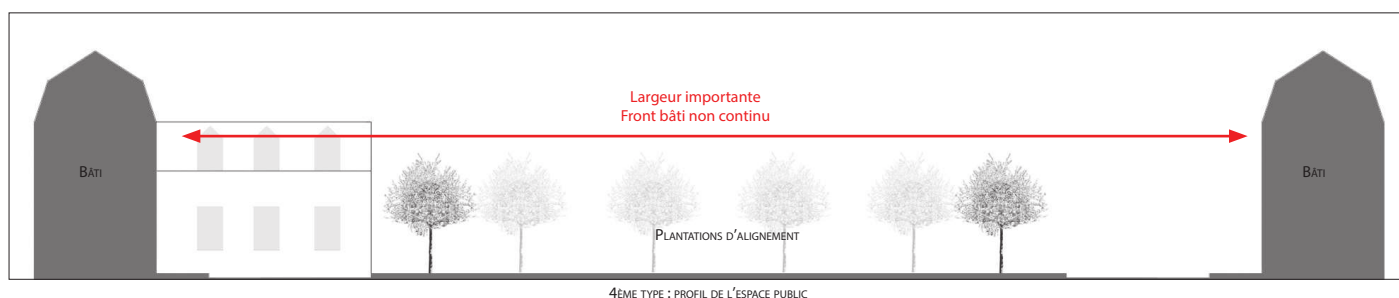 Largeur importante
Front bâti non continu
Bâti
Bâti
Plantations d'alignement
4ème type : profil de l'espace public